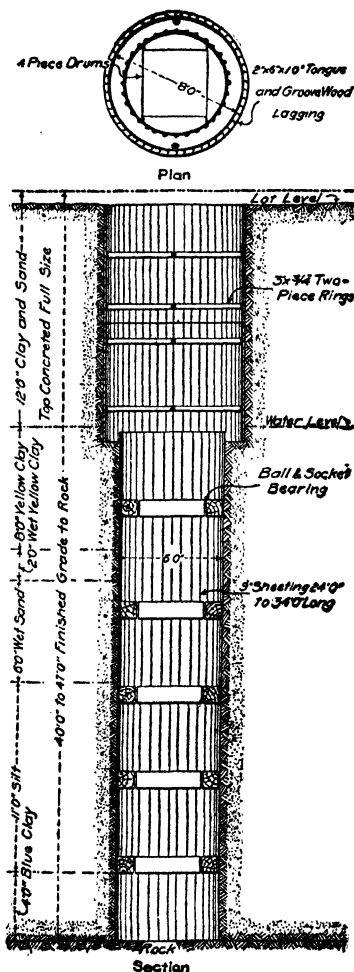 4 Piece Drums
8'0"
2"x6"x10" Tongue
and Groove Wood
Lagging
Plan
Lot Level
12'0" Clay and Sand
Top Concreted Full Size
3"x¾" Two-
Piece Rings
Water Level
8'0" Yellow Clay
2'0" Wet Yellow Clay
Ball & Socket
Bearing
6'0"
3" Sheeting 24'0"
to 34'0" Long
6'0" Wet Sand
40'0" to 47'0" Finished Grade to Rock
11'0" Silt
4'0" Blue Clay
Rock
Section